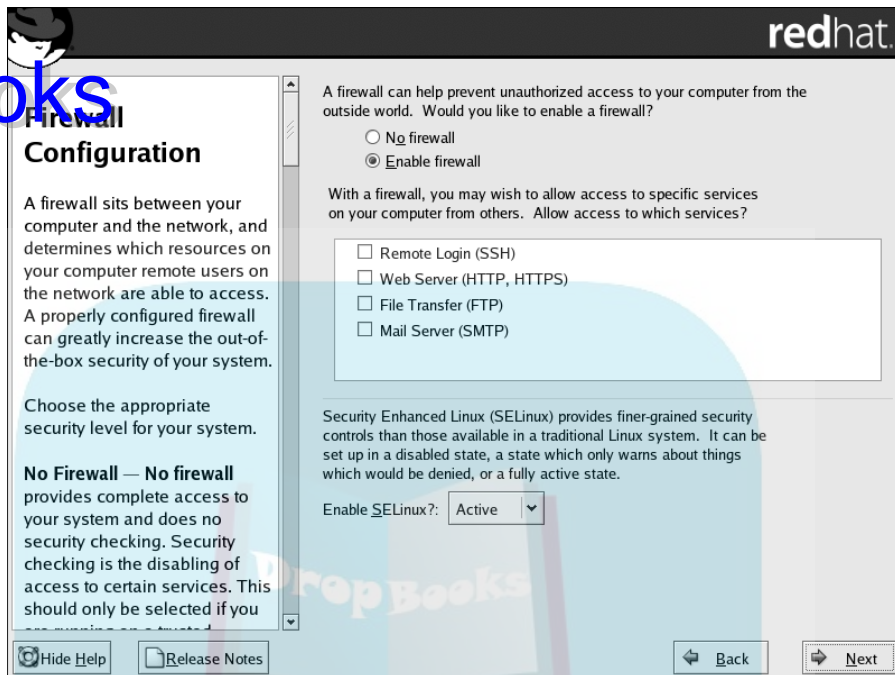 redhat.
oks
Firewall
Configuration
A firewall sits between your
computer and the network, and
determines which resources on
your computer remote users on
the network are able to access.
A properly configured firewall
can greatly increase the out-of-
the-box security of your system.
Choose the appropriate
security level for your system.
No Firewall — No firewall
provides complete access to
your system and does no
security checking. Security
checking is the disabling of
access to certain services. This
should only be selected if you
are running on a trusted
A firewall can help prevent unauthorized access to your computer from the
outside world. Would you like to enable a firewall?
No firewall
Enable firewall
With a firewall, you may wish to allow access to specific services
on your computer from others. Allow access to which services?
Remote Login (SSH)
Web Server (HTTP, HTTPS)
File Transfer (FTP)
Mail Server (SMTP)
Security Enhanced Linux (SELinux) provides finer-grained security
controls than those available in a traditional Linux system. It can be
set up in a disabled state, a state which only warns about things
which would be denied, or a fully active state.
Enable SELinux?: Active
DropBooks
Hide Help Release Notes Back Next